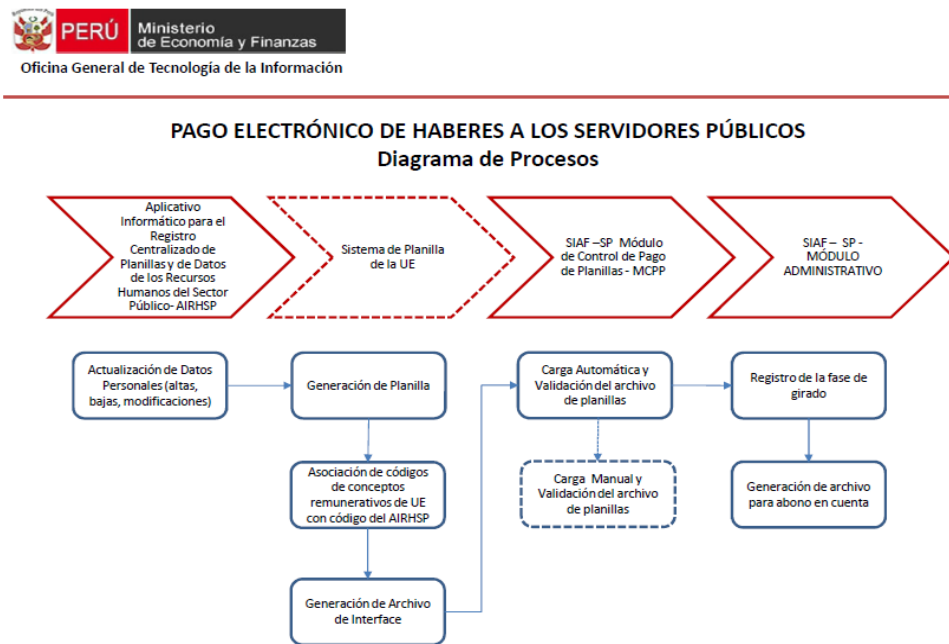 PERÚ
Ministerio
de Economía y Finanzas
Oficina General de Tecnología de la Información
PAGO ELECTRÓNICO DE HABERES A LOS SERVIDORES PÚBLICOS
Diagrama de Procesos
Aplicativo
Informático para el
Registro
Centralizado de
Planillas y de Datos
de los Recursos
Humanos del Sector
Público- AIRHSP
Sistema de Planilla
de la UE
SIAF –SP Módulo
de Control de Pago
de Planillas - MCPP
SIAF – SP -
MÓDULO
ADMINISTRATIVO
Actualización de Datos
Personales (altas,
bajas, modificaciones)
Generación de Planilla
Carga Automática y
Validación del archivo
de planillas
Registro de la fase de
girado
Asociación de códigos
de conceptos
remunerativos de UE
con código del AIRHSP
Carga Manual y
Validación del archivo
de planillas
Generación de archivo
para abono en cuenta
Generación de Archivo
de Interface